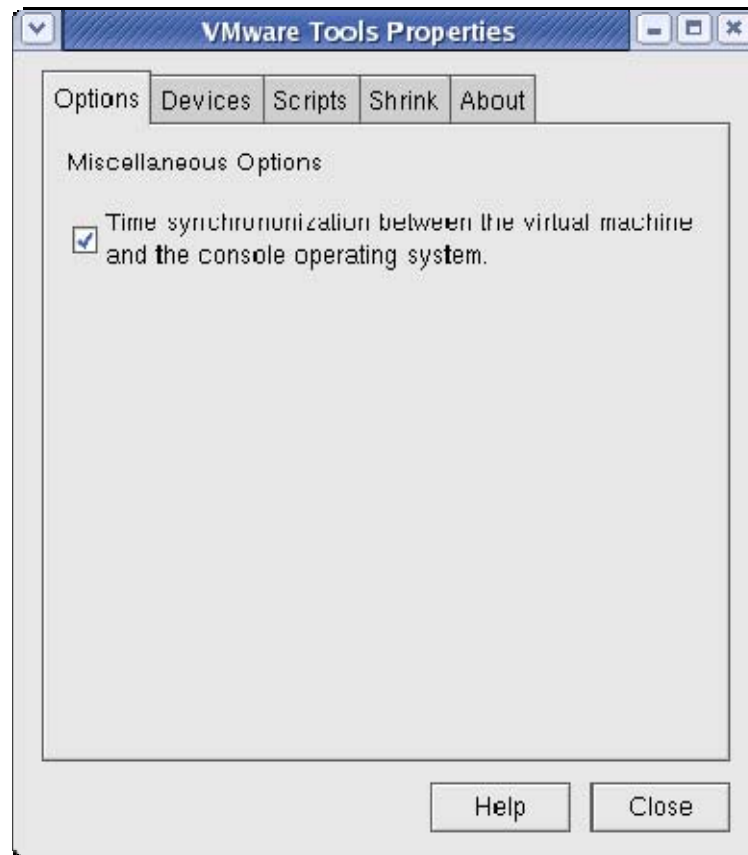 VMware Tools Properties
Options Devices Scripts Shrink About
Miscellaneous Options
Time synchrononization between the virtual machine
and the console operating system.
Help Close